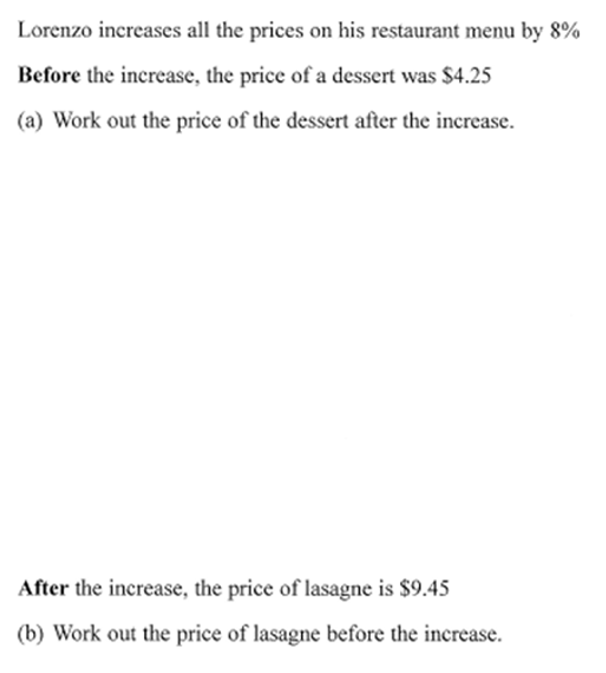 Lorenzo increases all the prices on his restaurant menu by 8%
Before the increase, the price of a dessert was $4.25
(a) Work out the price of the dessert after the increase.
After the increase, the price of lasagne is $9.45
(b) Work out the price of lasagne before the increase.